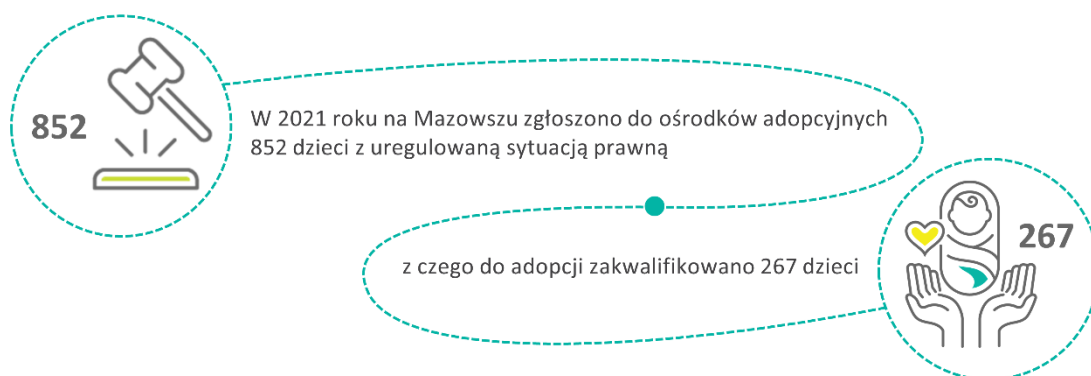 852
W 2021 roku na Mazowszu zgłoszono do ośrodków adopcyjnych
852 dzieci z uregulowaną sytuacją prawną
267
z czego do adopcji zakwalifikowano 267 dzieci